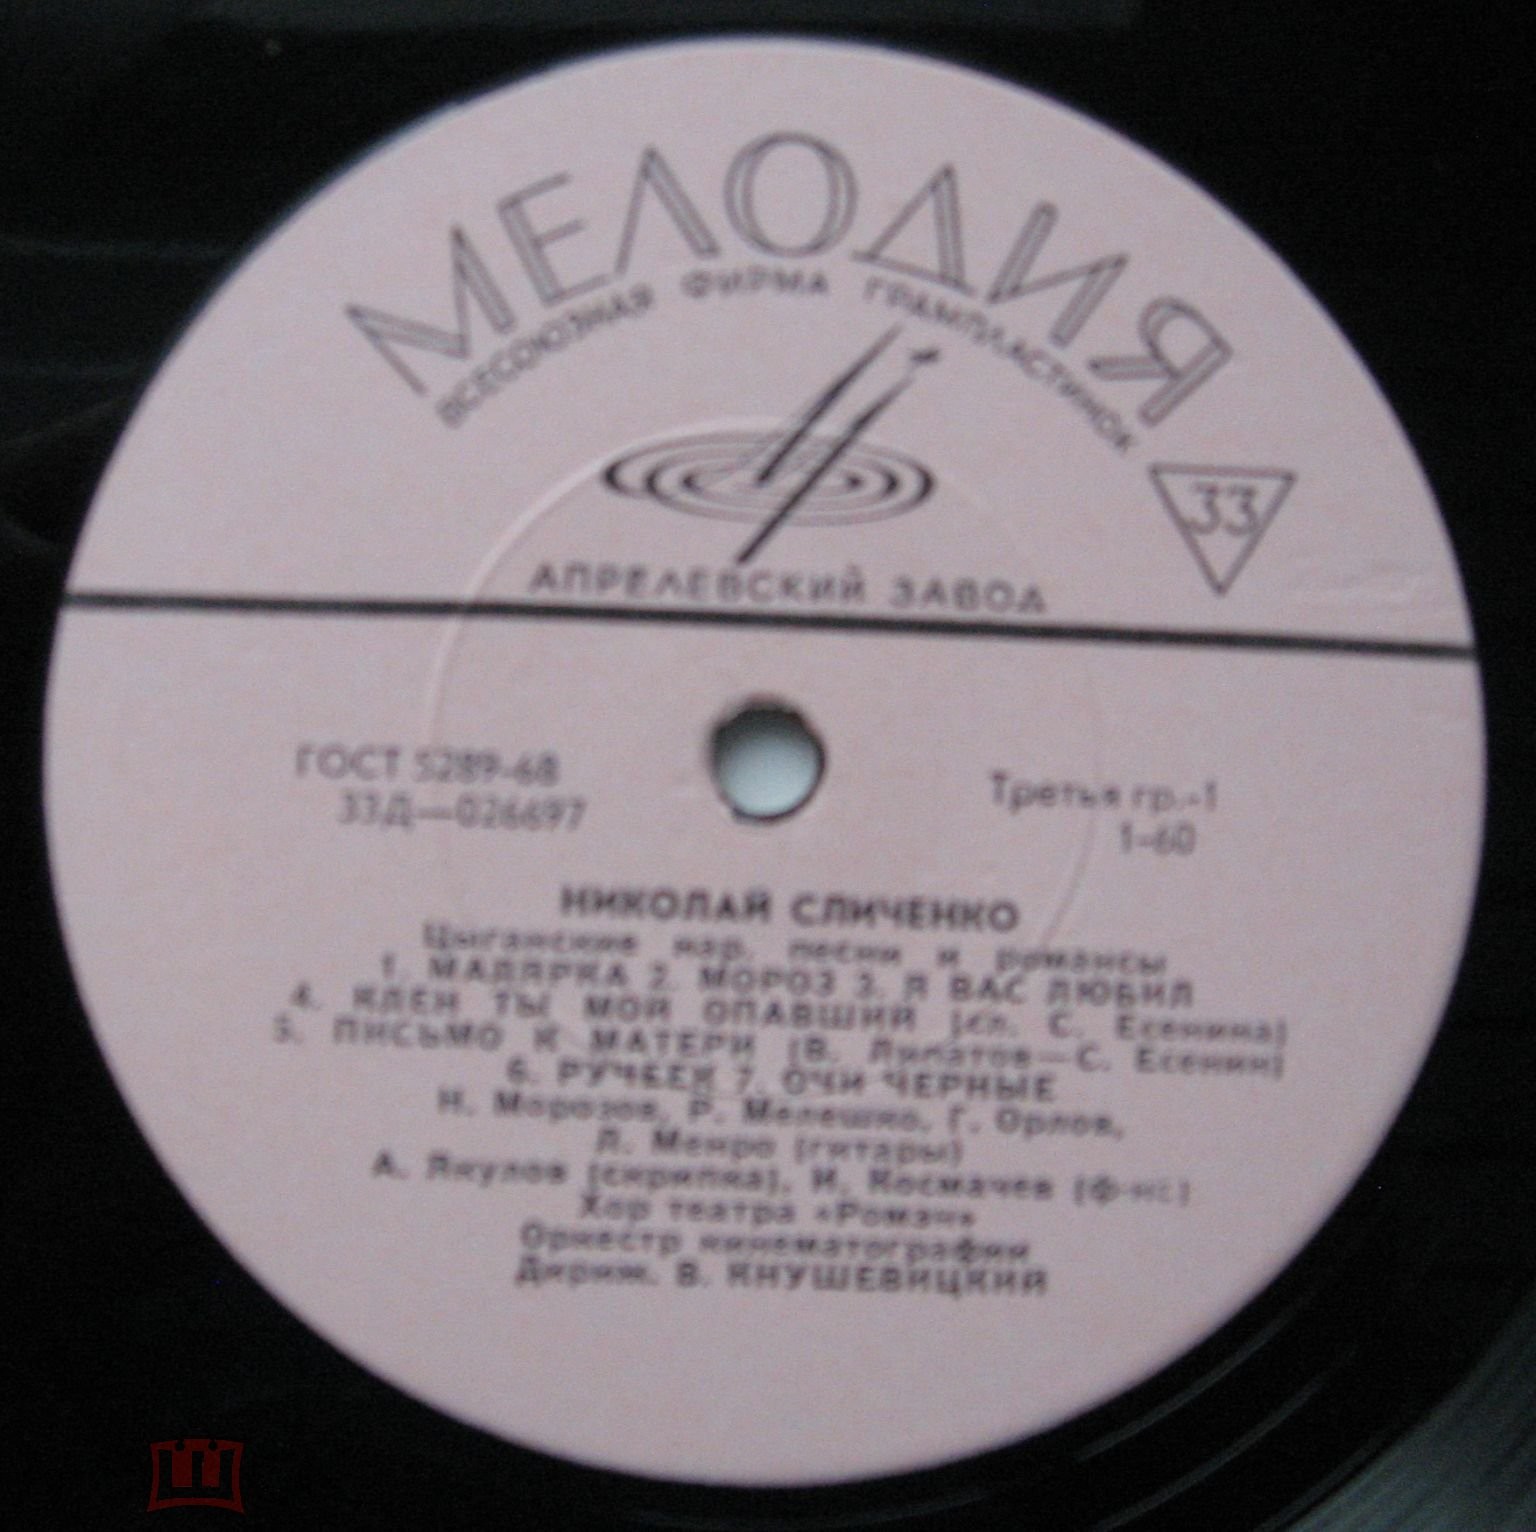 МЕЛОДИЯ
ВСЕСОЮЗНАЯ ФИРМА ГРАМПЛАСТИНОК
33
АПРЕЛЕВСКИЙ ЗАВОД
ГОСТ 5289-68
33Д—026697
Третья гр.-1
1-60
НИКОЛАЙ СЛИЧЕНКО
Цыганские нар. песни и романсы
1. МАЛЯРКА 2. МОРОЗ 3. Я ВАС ЛЮБИЛ
4. КЛЕН ТЫ МОЙ ОПАВШИЙ (сл. С. Есенина)
5. ПИСЬМО К МАТЕРИ (В. Липатов—С. Есенин)
6. РУЧЕЕК 7. ОЧИ ЧЕРНЫЕ
Н. Морозов, Р. Мелешко, Г. Орлов,
Л. Менро (гитары)
А. Якулов (скрипка), И. Космачев (ф-но)
Хор театра «Ромэн»
Оркестр кинематографии
Дириж. В. КНУШЕВИЦКИЙ